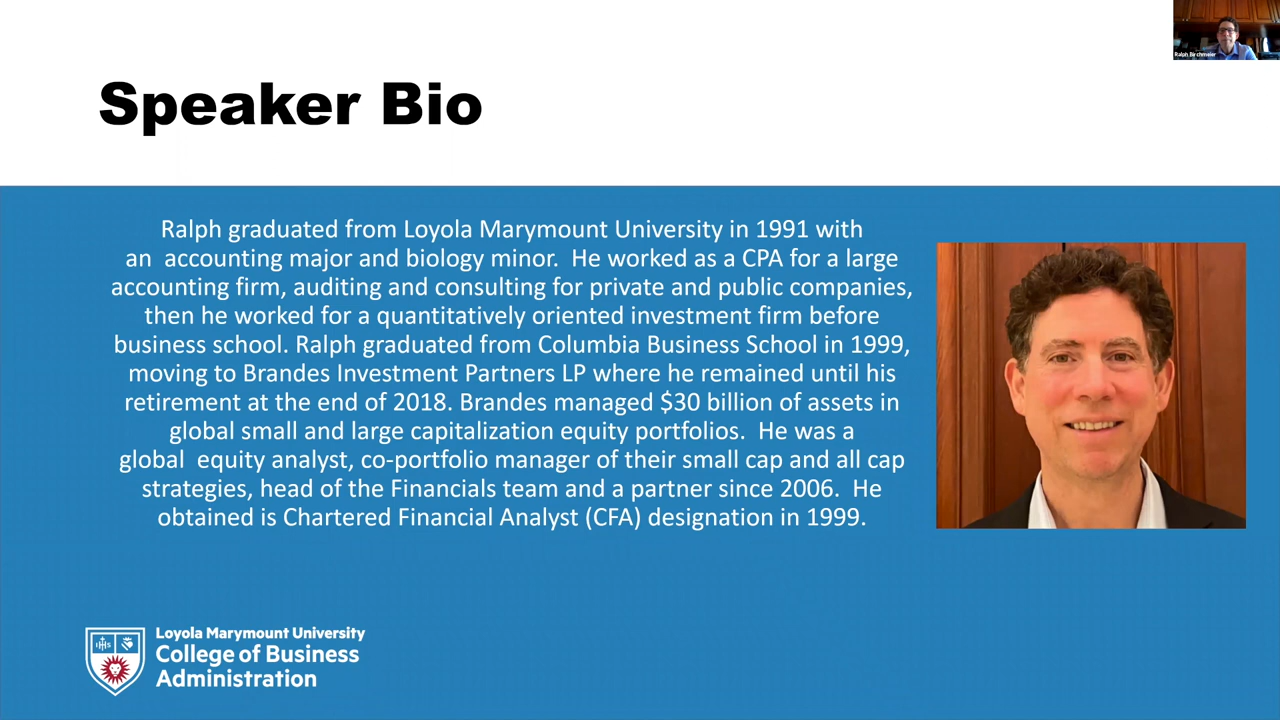 Ralph Birchmeier
Speaker Bio
Ralph graduated from Loyola Marymount University in 1991 with
an  accounting major and biology minor.  He worked as a CPA for a large
accounting firm, auditing and consulting for private and public companies,
then he worked for a quantitatively oriented investment firm before
business school. Ralph graduated from Columbia Business School in 1999,
moving to Brandes Investment Partners LP where he remained until his
retirement at the end of 2018. Brandes managed $30 billion of assets in
global small and large capitalization equity portfolios.  He was a
global  equity analyst, co-portfolio manager of their small cap and all cap
strategies, head of the Financials team and a partner since 2006.  He
obtained is Chartered Financial Analyst (CFA) designation in 1999.
IHS
Loyola Marymount University
College of Business
Administration